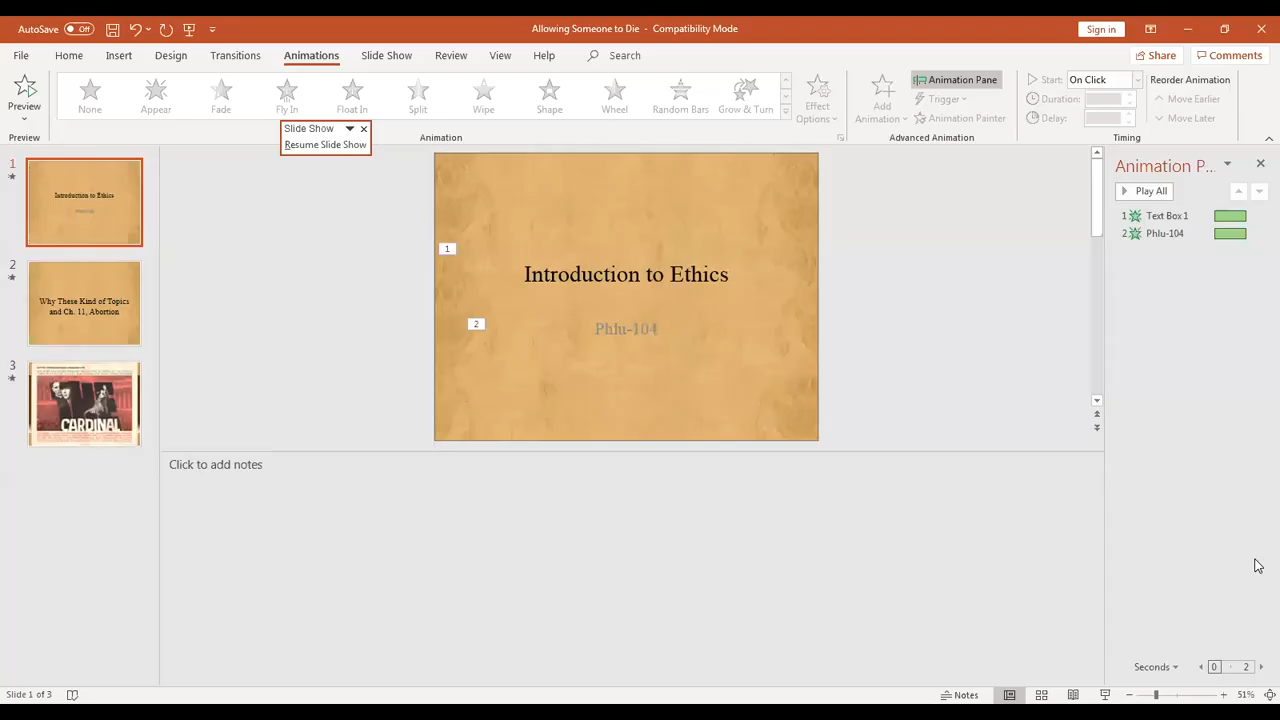 AutoSave Off
Allowing Someone to Die - Compatibility Mode
Sign in
File Home Insert Design Transitions Animations Slide Show Review View Help Search
Share Comments
Preview
None Appear Fade Fly In Float In Split Wipe Shape Wheel Random Bars Grow & Turn
Effect
Options
Add
Animation
Animation Pane
Trigger
Animation Painter
Start: On Click
Duration:
Delay:
Reorder Animation
Move Earlier
Move Later
Preview Animation Advanced Animation Timing
Slide Show
Resume Slide Show
1
Introduction to Ethics
2
Why These Kind of Topics
and Ch. 11, Abortion
3
CARDINAL
1
Introduction to Ethics
2
Phlu-104
Click to add notes
Animation P...
Play All
1 Text Box 1
2 Phlu-104
Seconds 0 2
Slide 1 of 3
Notes
51%